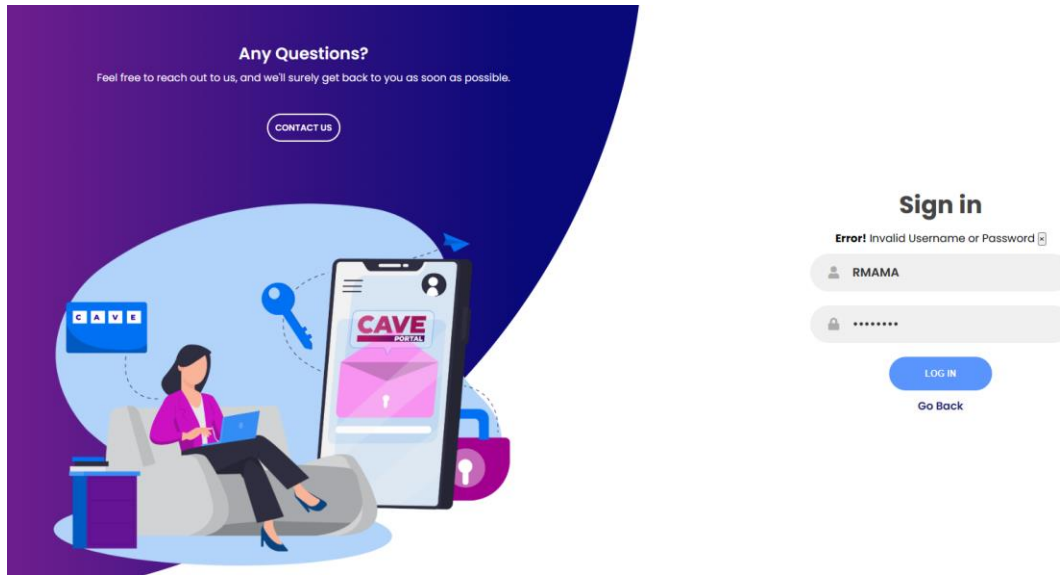 Any Questions?
Feel free to reach out to us, and we'll surely get back to you as soon as possible.
CONTACT US
CAVE
CAVE
PORTAL
Sign in
Error! Invalid Username or Password ×
RMAMA
••••••••
LOG IN
Go Back